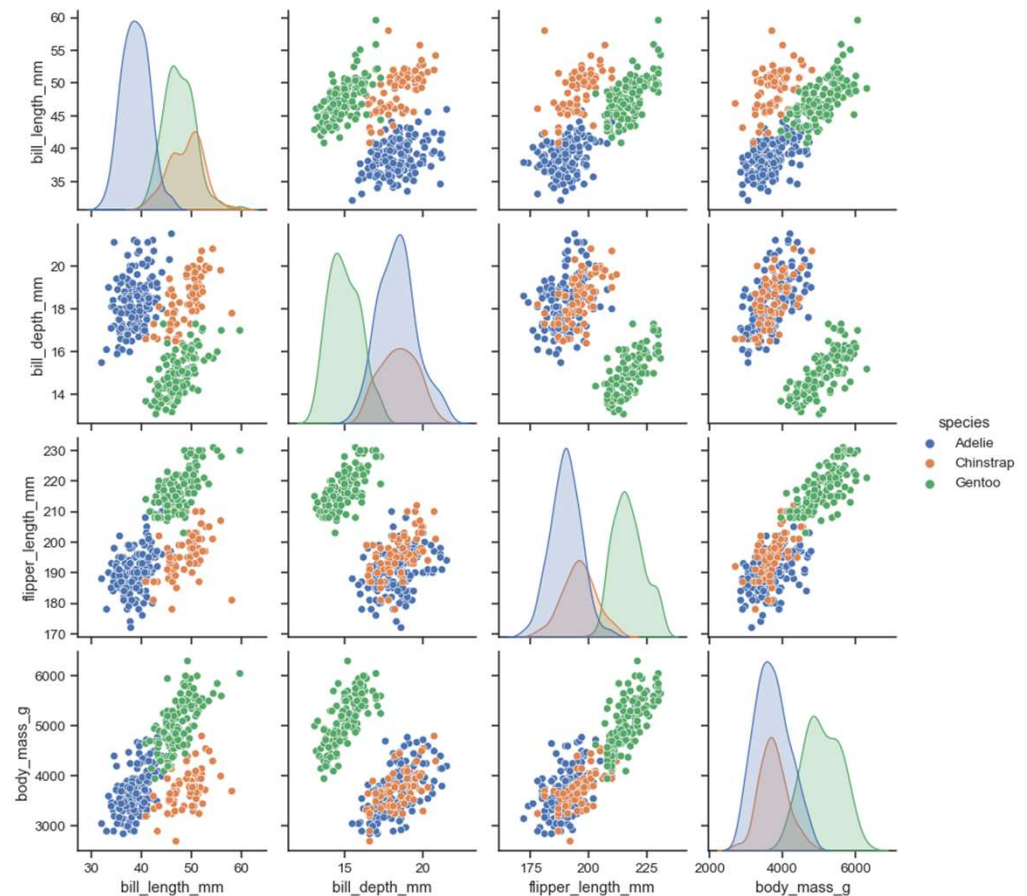 60
55
50
45
40
35
bill_length_mm
20
18
16
14
bill_depth_mm
species
Adelie
Chinstrap
Gentoo
230
220
210
200
190
180
170
flipper_length_mm
6000
5000
4000
3000
body_mass_g
30 40 50 60
15 20
175 200 225
2000 4000 6000
bill_length_mm
bill_depth_mm
flipper_length_mm
body_mass_g